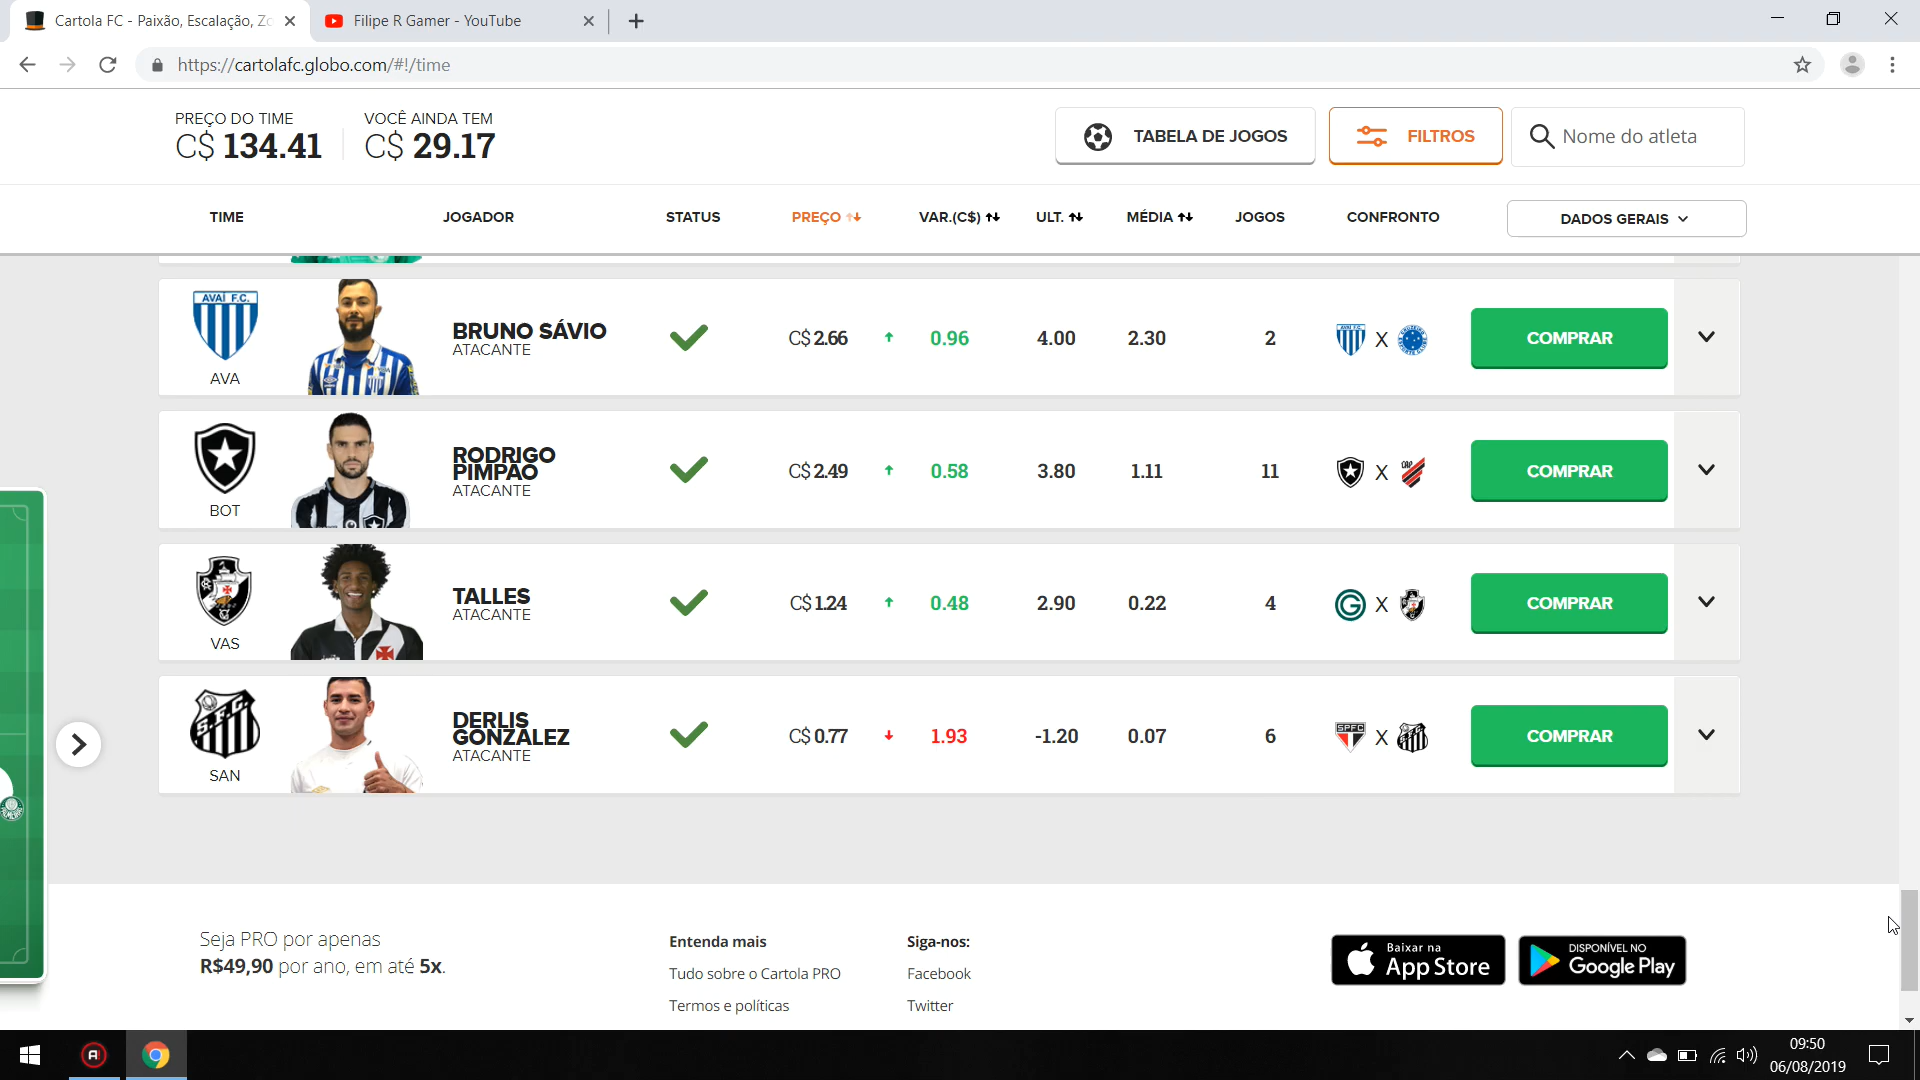 Cartola FC - Paixão, Escalação, Zo
Filipe R Gamer - YouTube
https://cartolafc.globo.com/#!/time
PREÇO DO TIME
C$ 134.41
VOCÊ AINDA TEM
C$ 29.17
TABELA DE JOGOS
FILTROS
Nome do atleta
TIME JOGADOR STATUS PREÇO VAR.(C$) ULT. MÉDIA JOGOS CONFRONTO DADOS GERAIS
AVAÍ F.C.
AVA
BRUNO SÁVIO
ATACANTE
C$ 2.66 0.96 4.00 2.30 2 X COMPRAR
BOT
RODRIGO
PIMPÃO
ATACANTE
C$ 2.49 0.58 3.80 1.11 11 X COMPRAR
VAS
TALLES
ATACANTE
C$ 1.24 0.48 2.90 0.22 4 X COMPRAR
SAN
DERLIS
GONZÁLEZ
ATACANTE
C$ 0.77 1.93 -1.20 0.07 6 X COMPRAR
Seja PRO por apenas
R$49,90 por ano, em até 5x.
Entenda mais
Tudo sobre o Cartola PRO
Termos e políticas
Siga-nos:
Facebook
Twitter
Baixar na
App Store
DISPONÍVEL NO
Google Play
09:50
06/08/2019